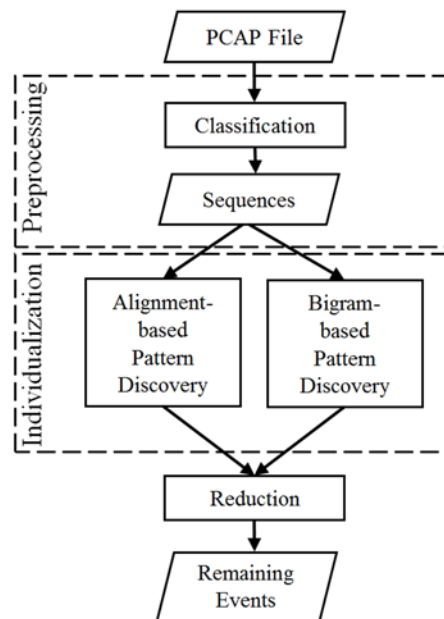 PCAP File
Preprocessing
Classification
Sequences
Individualization
Alignment-
based
Pattern
Discovery
Bigram-
based
Pattern
Discovery
Reduction
Remaining
Events